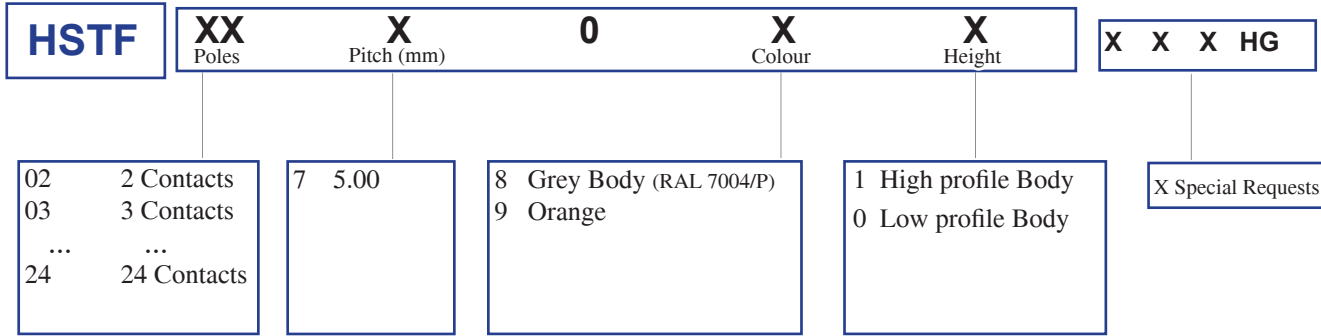 HSTF XX X 0 X X X X X HG
Poles Pitch (mm) Colour Height
02 2 Contacts 7 5.00 8 Grey Body (RAL 7004/P) 1 High profile Body X Special Requests
03 3 Contacts 9 Orange 0 Low profile Body
... ...
24 24 Contacts